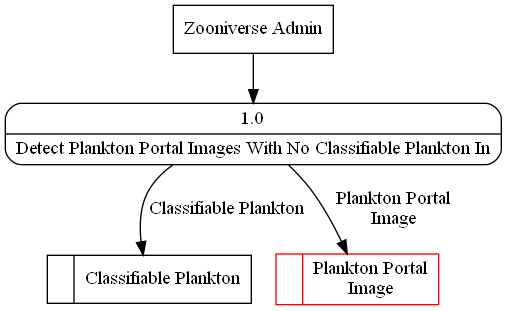 Zooniverse Admin
1.0
Detect Plankton Portal Images With No Classifiable Plankton In
Classifiable Plankton
Plankton Portal
Image
Classifiable Plankton
Plankton Portal
Image